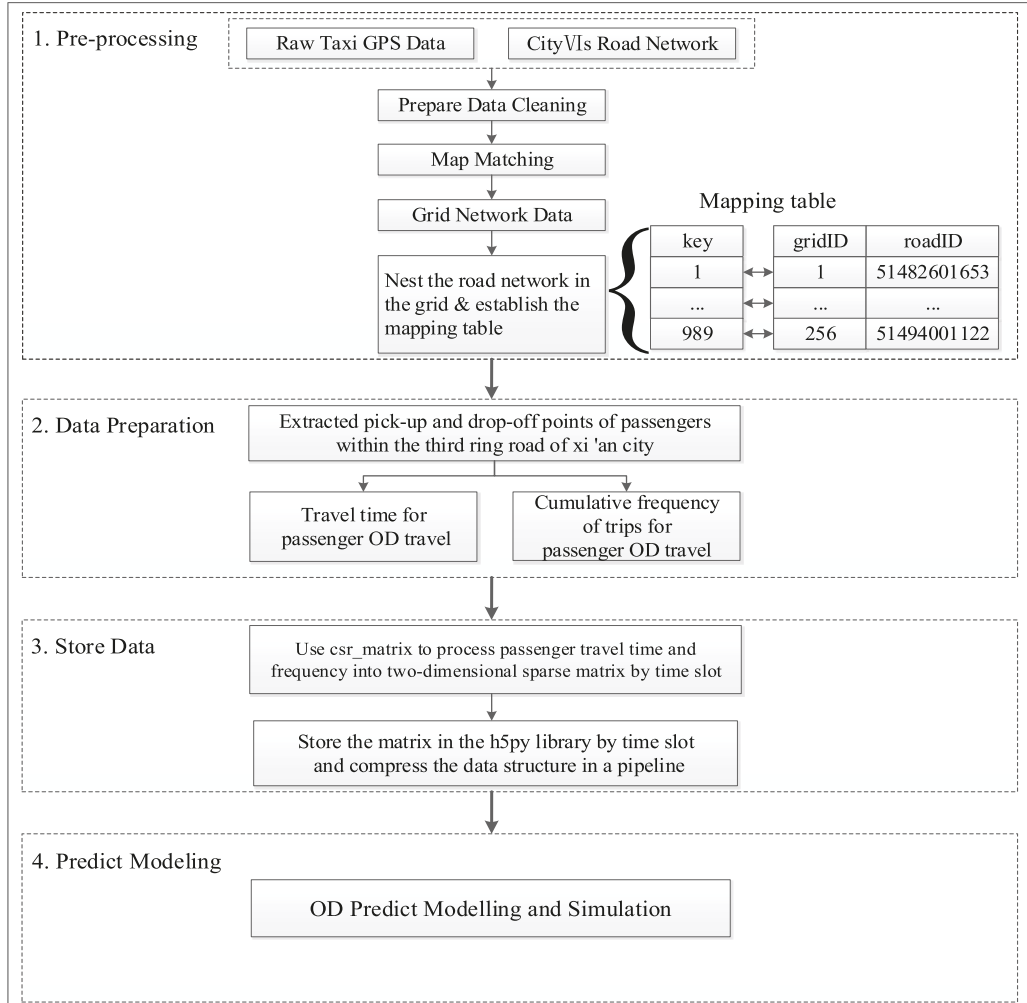 1. Pre-processing
Raw Taxi GPS Data
CityⅥs Road Network
Prepare Data Cleaning
Map Matching
Grid Network Data
Nest the road network in
the grid & establish the
mapping table
Mapping table
key gridID roadID
1 1 51482601653
... ... ...
989 256 51494001122
2. Data Preparation
Extracted pick-up and drop-off points of passengers
within the third ring road of xi 'an city
Travel time for
passenger OD travel
Cumulative frequency
of trips for
passenger OD travel
3. Store Data
Use csr_matrix to process passenger travel time and
frequency into two-dimensional sparse matrix by time slot
Store the matrix in the h5py library by time slot
and compress the data structure in a pipeline
4. Predict Modeling
OD Predict Modelling and Simulation